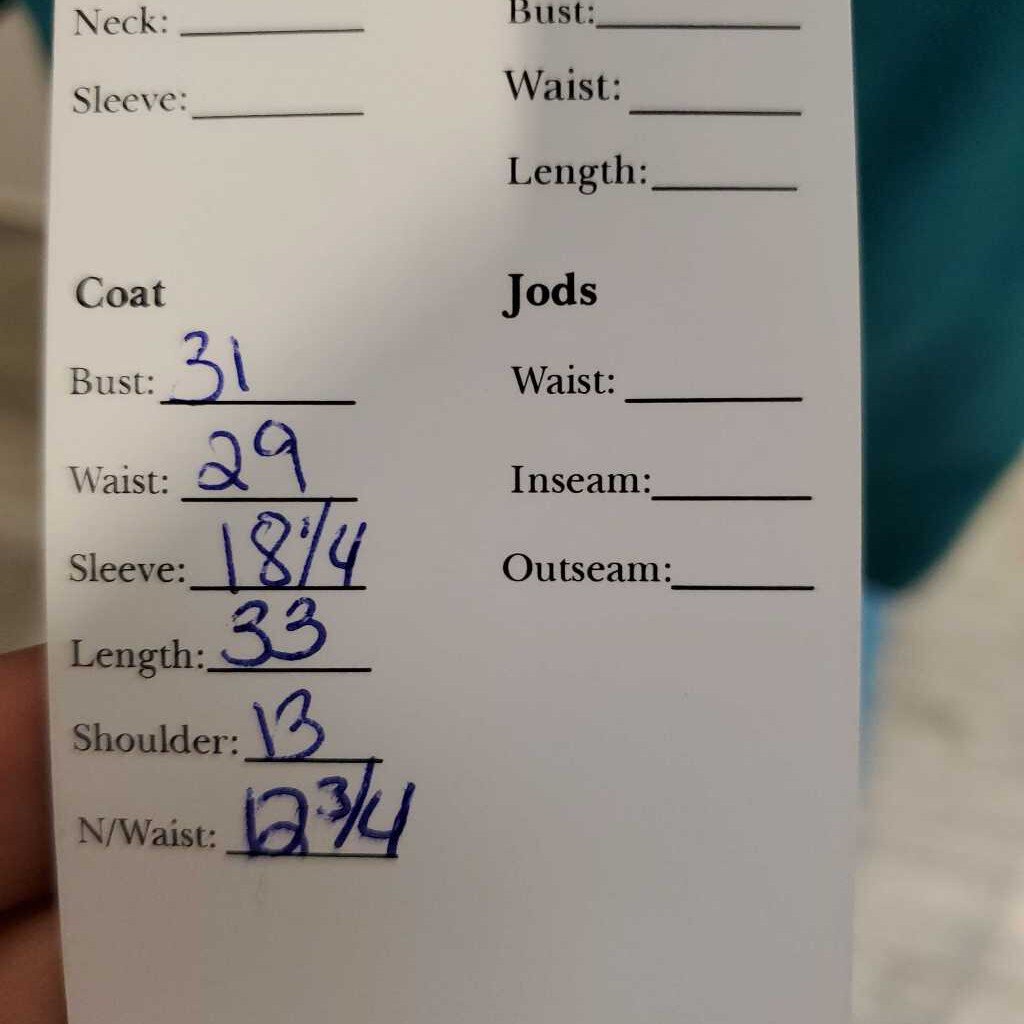 Neck:
Sleeve:
Bust:
Waist:
Length:
Coat
Bust: 31
Waist: 29
Sleeve: 18 1/4
Length: 33
Shoulder: 13
N/Waist: 12 3/4
Jods
Waist:
Inseam:
Outseam: